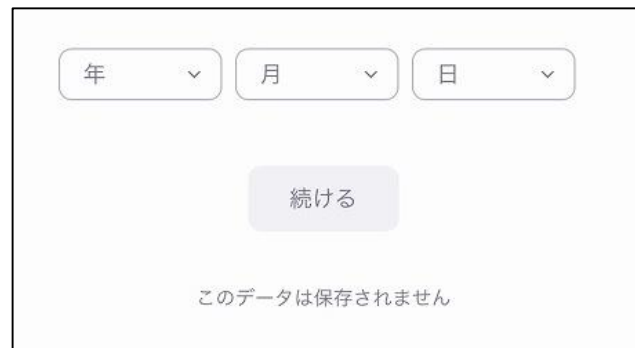 年 月 日
続ける
このデータは保存されません